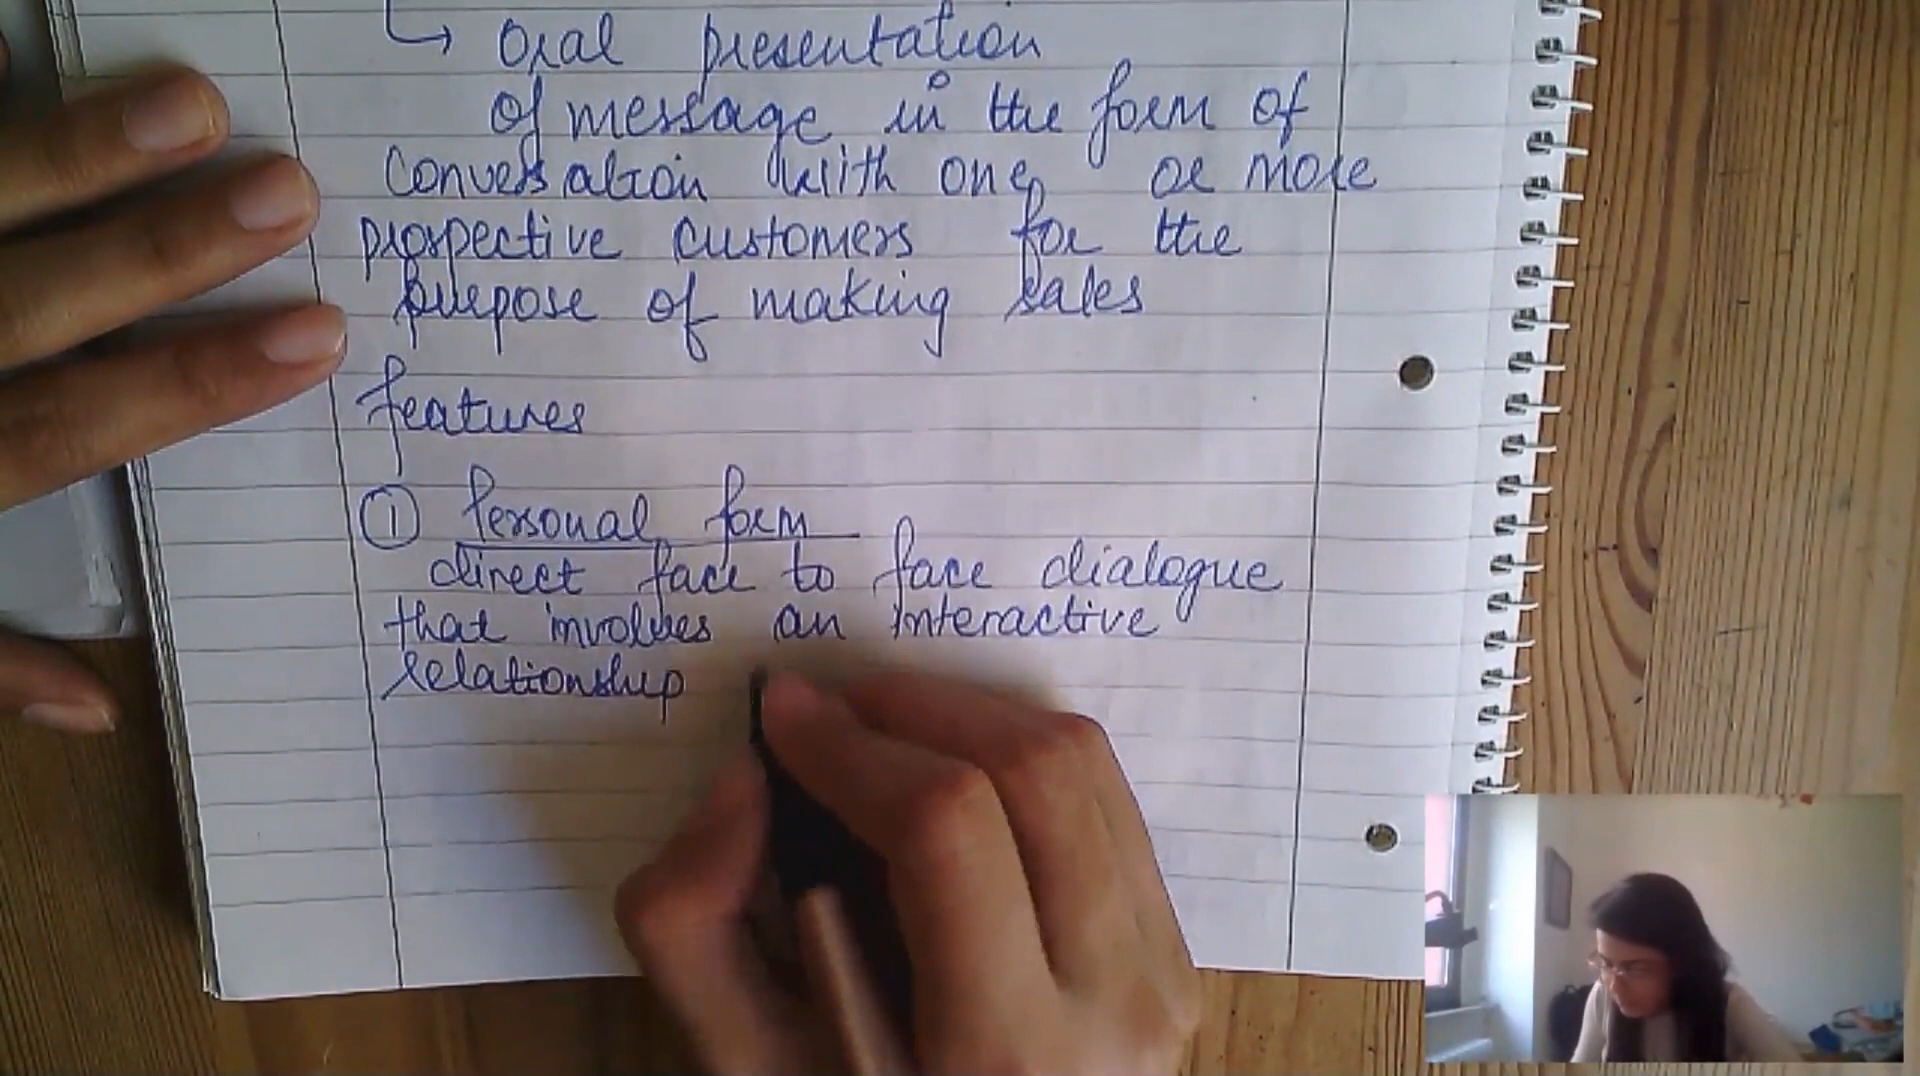 ↳ Oral presentation
of message in the form of
conversation with one or more
prospective customers for the
purpose of making sales
features
① Personal form
direct face to face dialogue
that involves an interactive
relationship